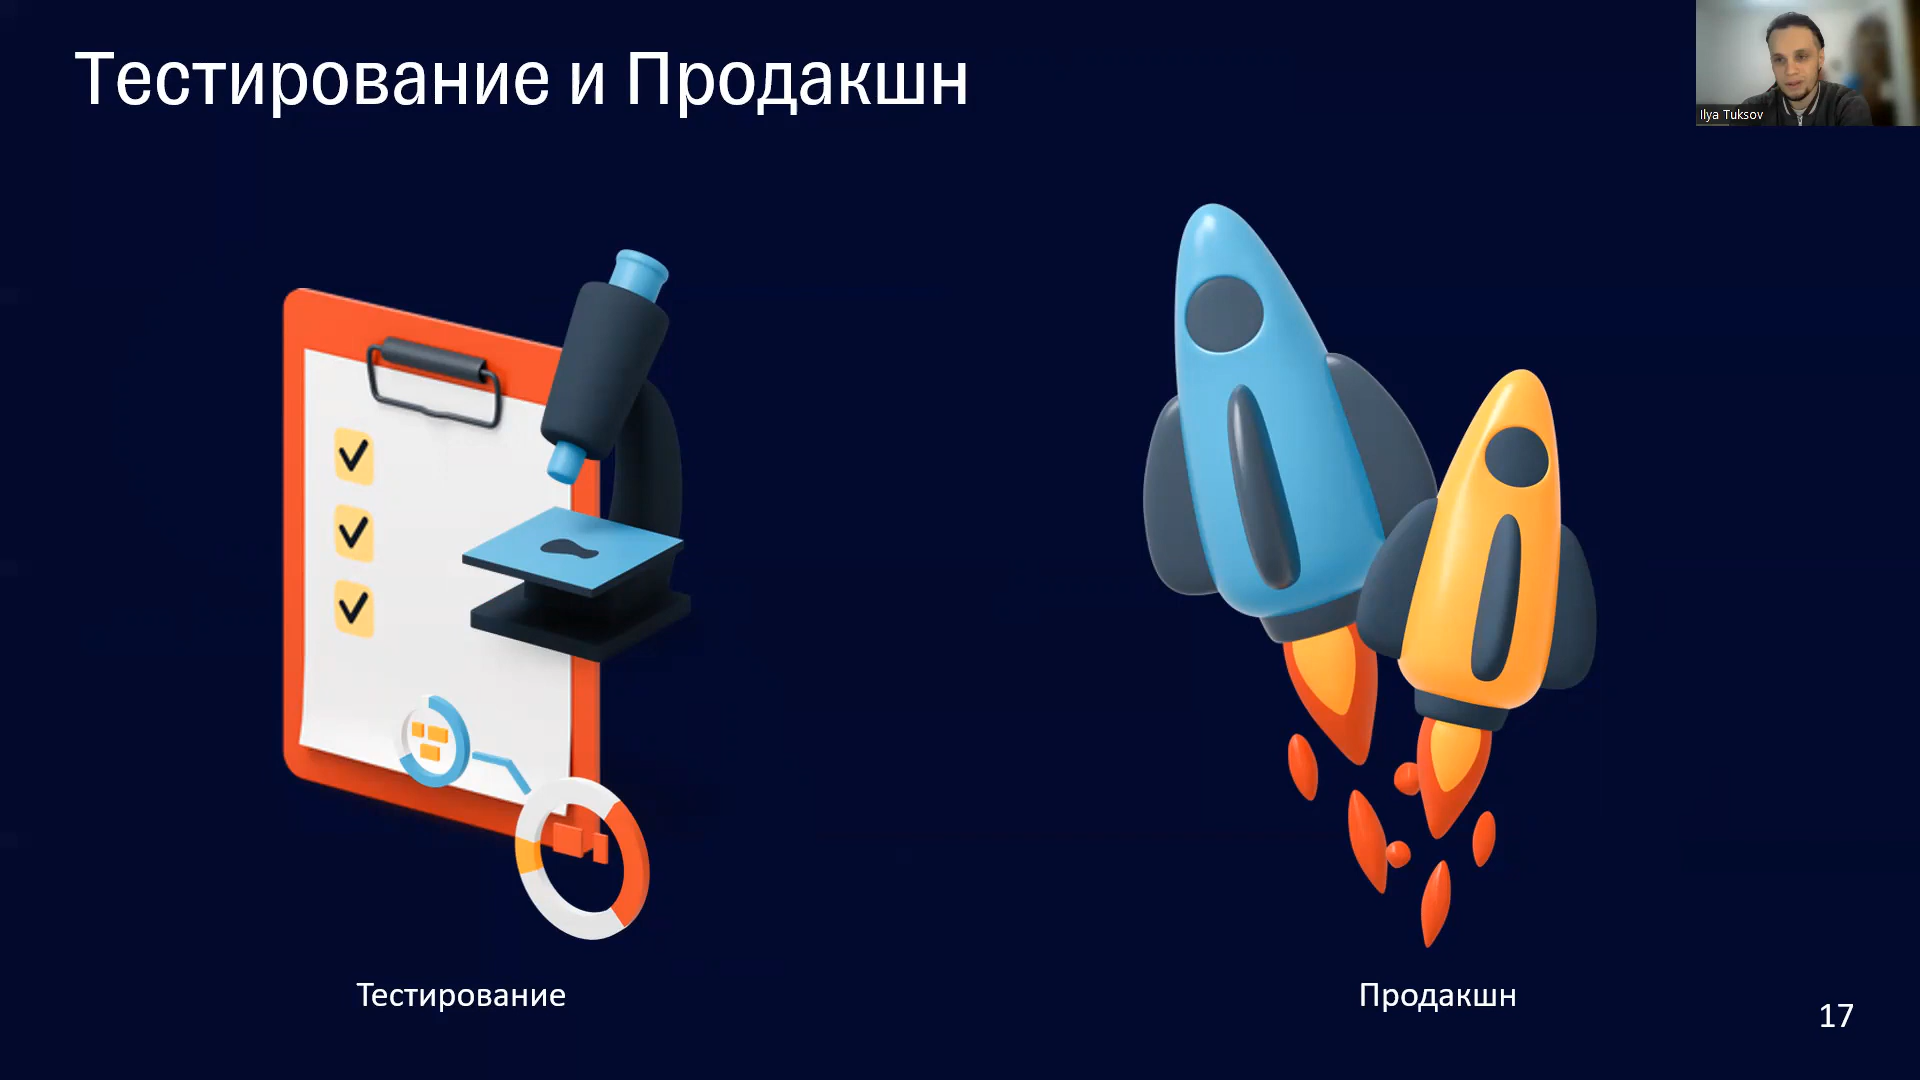 Тестирование и Продакшн
Ilya Tuksov
Тестирование
Продакшн
17